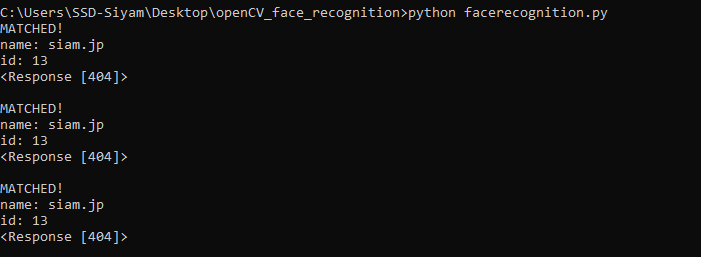 C:\Users\SSD-Siyam\Desktop\openCV_face_recognition>python facerecognition.py
MATCHED!
name: siam.jp
id: 13
<Response [404]>
MATCHED!
name: siam.jp
id: 13
<Response [404]>
MATCHED!
name: siam.jp
id: 13
<Response [404]>